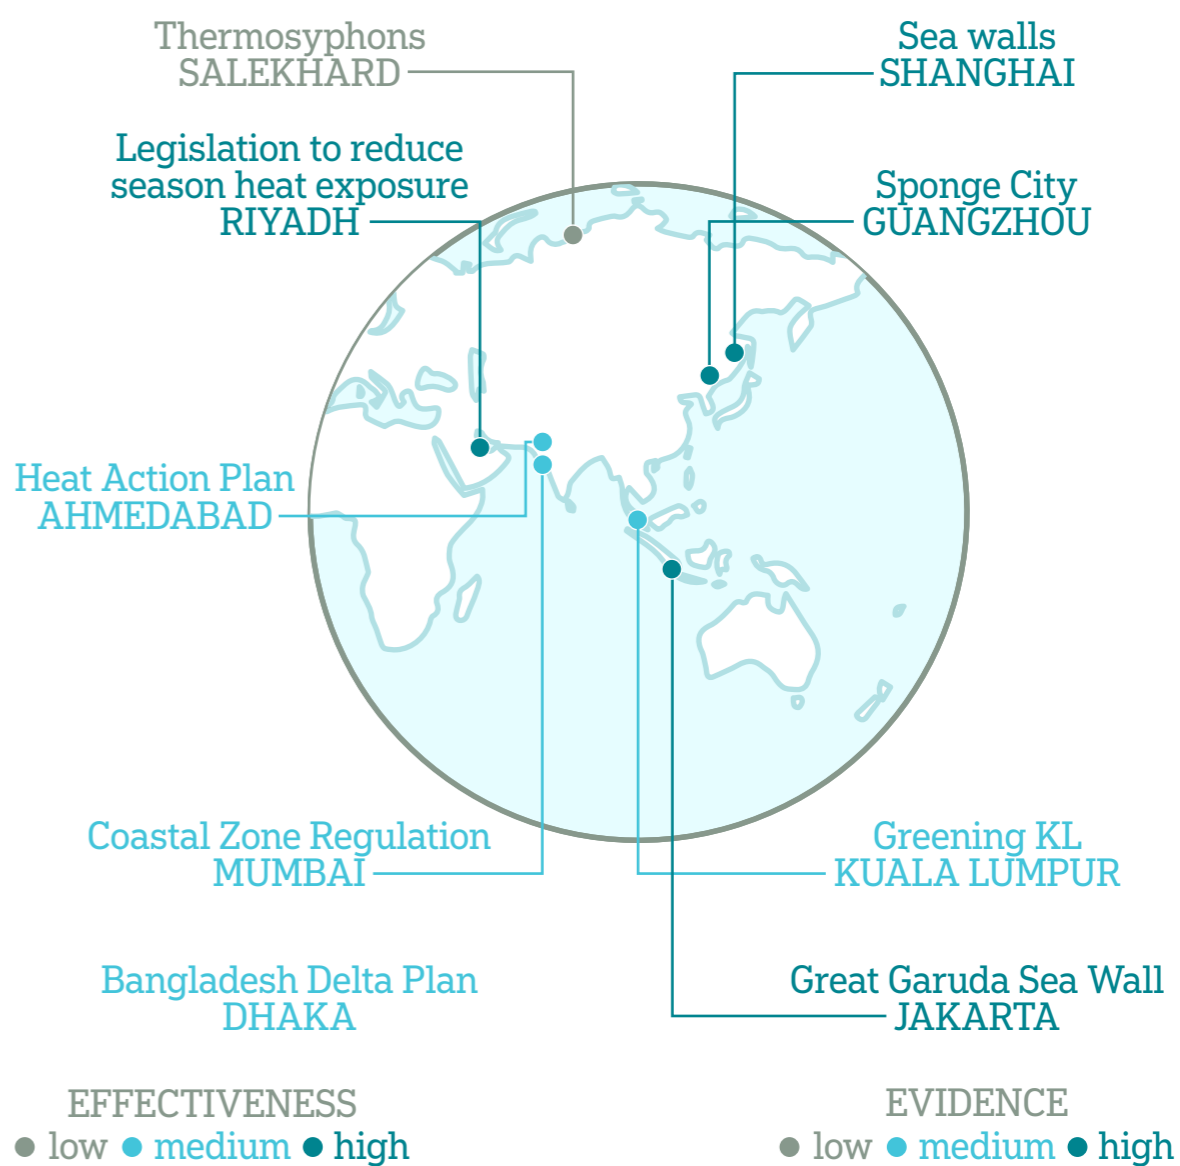 Thermosyphons
SALEKHARD
Sea walls
SHANGHAI
Legislation to reduce
season heat exposure
RIYADH
Sponge City
GUANGZHOU
Heat Action Plan
AHMEDABAD
Coastal Zone Regulation
MUMBAI
Greening KL
KUALA LUMPUR
Bangladesh Delta Plan
DHAKA
Great Garuda Sea Wall
JAKARTA
EFFECTIVENESS
low medium high
EVIDENCE
low medium high